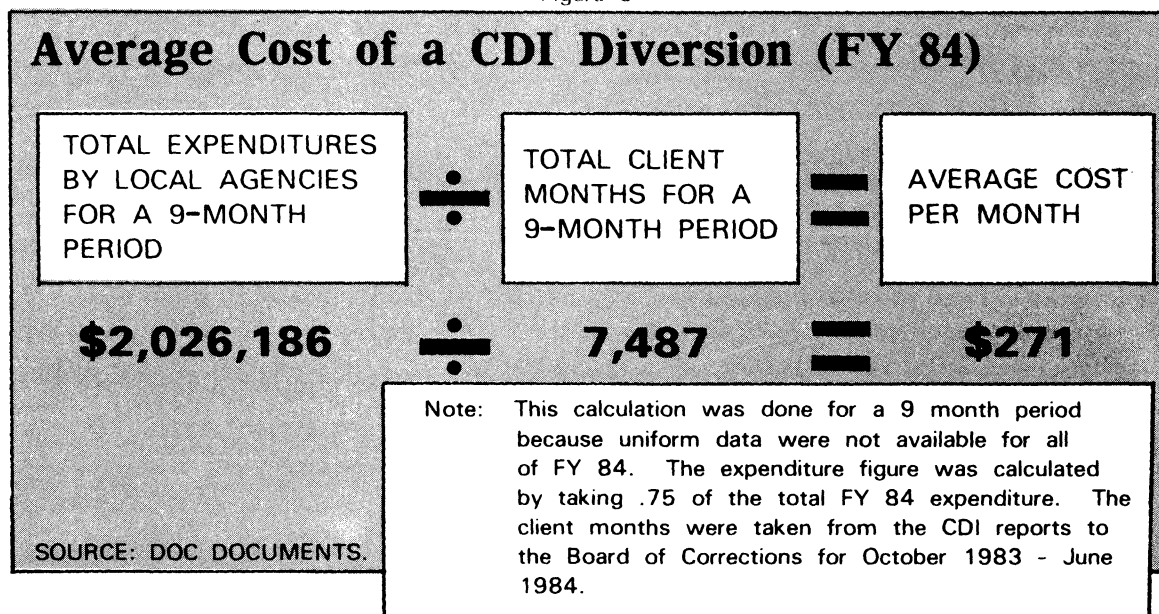 Average Cost of a CDI Diversion (FY 84)
TOTAL EXPENDITURES
BY LOCAL AGENCIES
FOR A 9-MONTH
PERIOD
÷
TOTAL CLIENT
MONTHS FOR A
9-MONTH PERIOD
=
AVERAGE COST
PER MONTH
$2,026,186 ÷ 7,487 = $271
Note: This calculation was done for a 9 month period
because uniform data were not available for all
of FY 84. The expenditure figure was calculated
by taking .75 of the total FY 84 expenditure. The
client months were taken from the CDI reports to
the Board of Corrections for October 1983 - June
1984.
SOURCE: DOC DOCUMENTS.